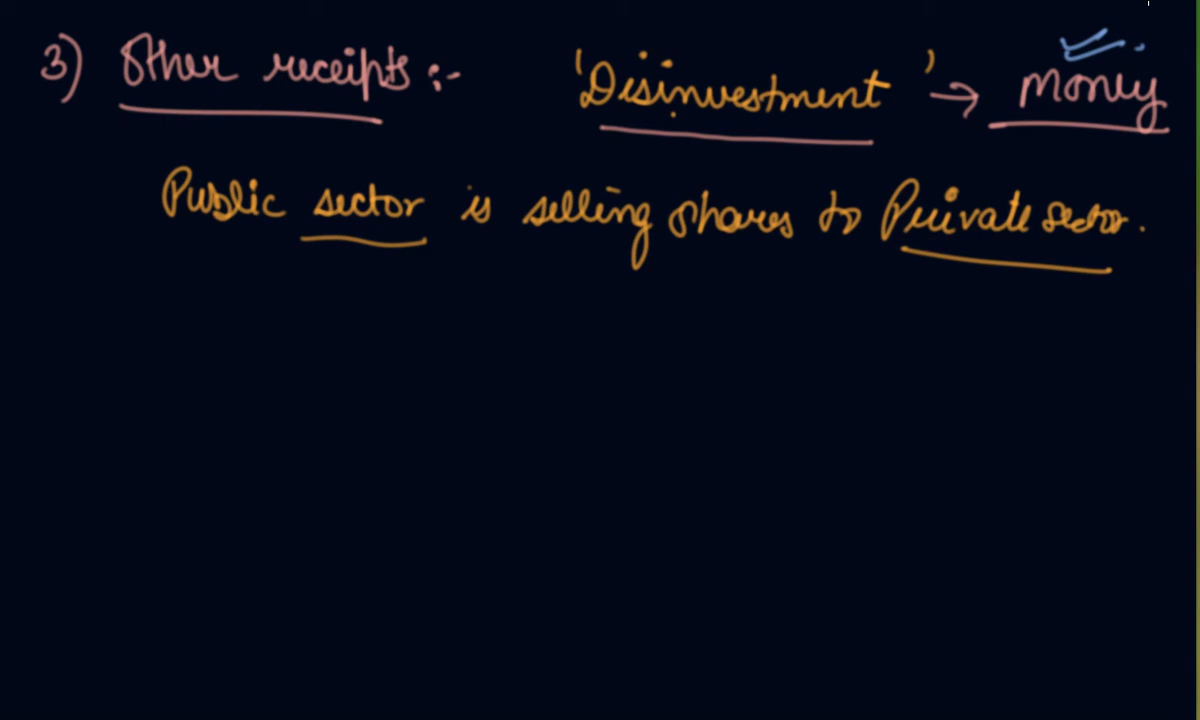 3) Other receipts :- 'Disinvestment' → Money
Public sector is selling shares to Private sector.